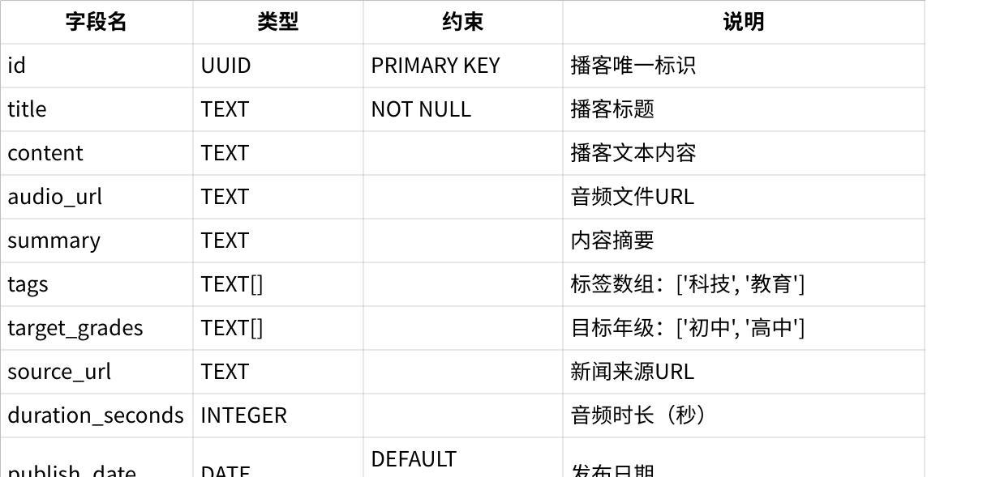 字段名 类型 约束 说明
id UUID PRIMARY KEY 播客唯一标识
title TEXT NOT NULL 播客标题
content TEXT 播客文本内容
audio_url TEXT 音频文件URL
summary TEXT 内容摘要
tags TEXT[] 标签数组：['科技', '教育']
target_grades TEXT[] 目标年级：['初中', '高中']
source_url TEXT 新闻来源URL
duration_seconds INTEGER 音频时长（秒）
publish_date DATE DEFAULT 发布日期